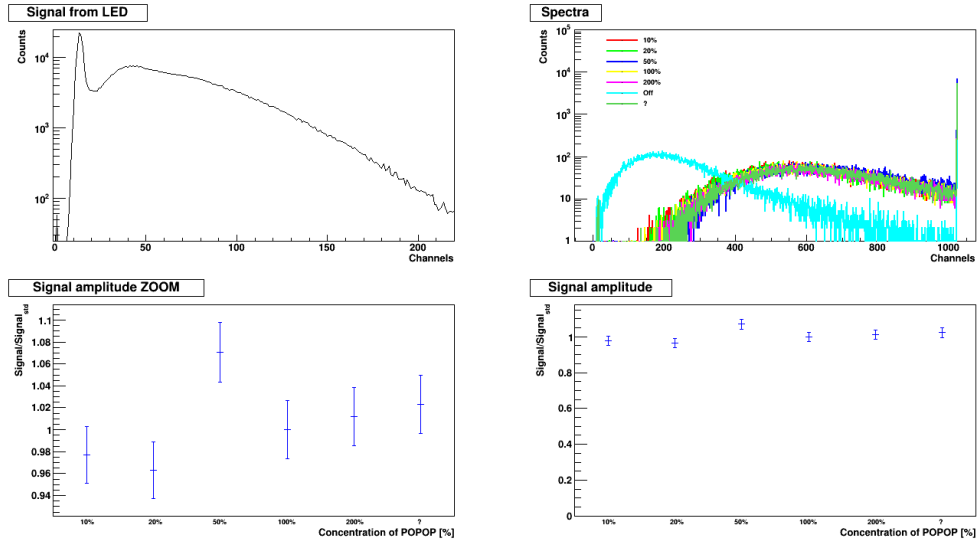 Signal from LED
Counts
10^4
10^3
10^2
0 50 100 150 200
Channels
Spectra
Counts
10^5
10^4
10^3
10^2
10
1
10%
20%
50%
100%
200%
Off
?
0 200 400 600 800 1000
Channels
Signal amplitude ZOOM
Signal/Signal_std
1.1
1.08
1.06
1.04
1.02
1
0.98
0.96
0.94
10% 20% 50% 100% 200% ?
Concentration of POPOP [%]
Signal amplitude
Signal/Signal_std
1
0.8
0.6
0.4
0.2
0
10% 20% 50% 100% 200% ?
Concentration of POPOP [%]